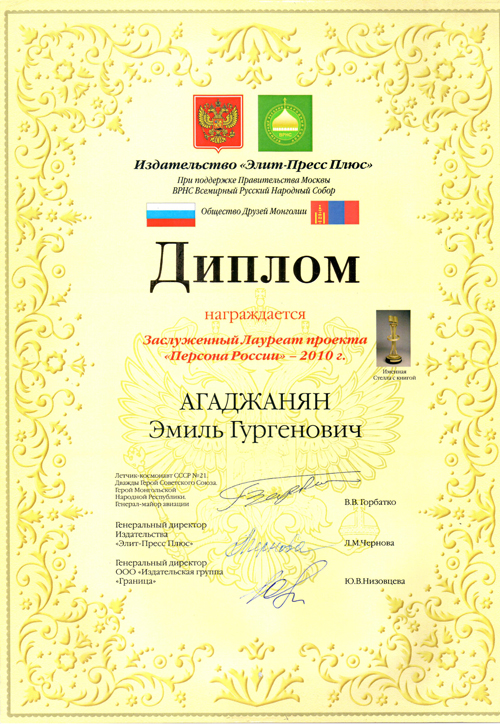 ВРНС
Издательство «Элит-Пресс Плюс»
При поддержке Правительства Москвы
ВРНС Всемирный Русский Народный Собор
Общество Друзей Монголии
Диплом
награждается
Заслуженный Лауреат проекта
«Персона России» – 2010 г.
Именная
Стелла с книгой
АГАДЖАНЯН
Эмиль Гургенович
Летчик-космонавт СССР №21.
Дважды Герой Советского Союза.
Герой Монгольской
Народной Республики.
Генерал-майор авиации
В.В.Горбатко
Генеральный директор
Издательства
«Элит-Пресс Плюс»
Л.М.Чернова
Генеральный директор
ООО «Издательская группа
«Граница»
Ю.В.Низовцева